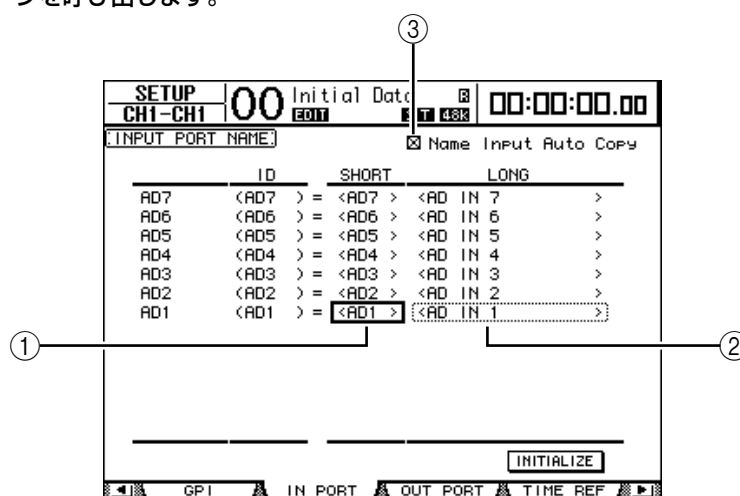 を呼び出します。
③
SETUP 00 Initial Data B 00:00:00.00
CH1-CH1 EDIT 48K
INPUT PORT NAME
☒ Name Input Auto Copy
ID SHORT LONG
AD7 (AD7 ) = <AD7 > <AD IN 7 >
AD6 (AD6 ) = <AD6 > <AD IN 6 >
AD5 (AD5 ) = <AD5 > <AD IN 5 >
AD4 (AD4 ) = <AD4 > <AD IN 4 >
AD3 (AD3 ) = <AD3 > <AD IN 3 >
AD2 (AD2 ) = <AD2 > <AD IN 2 >
AD1 (AD1 ) = <AD1 > <AD IN 1 >
① ②
INITIALIZE
GPI IN PORT OUT PORT TIME REF